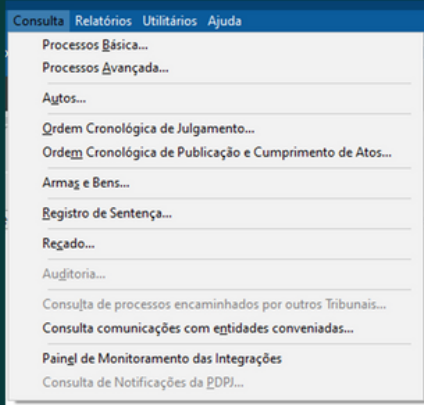 Consulta Relatórios Utilitários Ajuda
Processos Básica...
Processos Avançada...
Autos...
Ordem Cronológica de Julgamento...
Ordem Cronológica de Publicação e Cumprimento de Atos...
Armas e Bens...
Registro de Sentença...
Recado...
Auditoria...
Consulta de processos encaminhados por outros Tribunais...
Consulta comunicações com entidades conveniadas...
Painel de Monitoramento das Integrações
Consulta de Notificações da PDPJ...